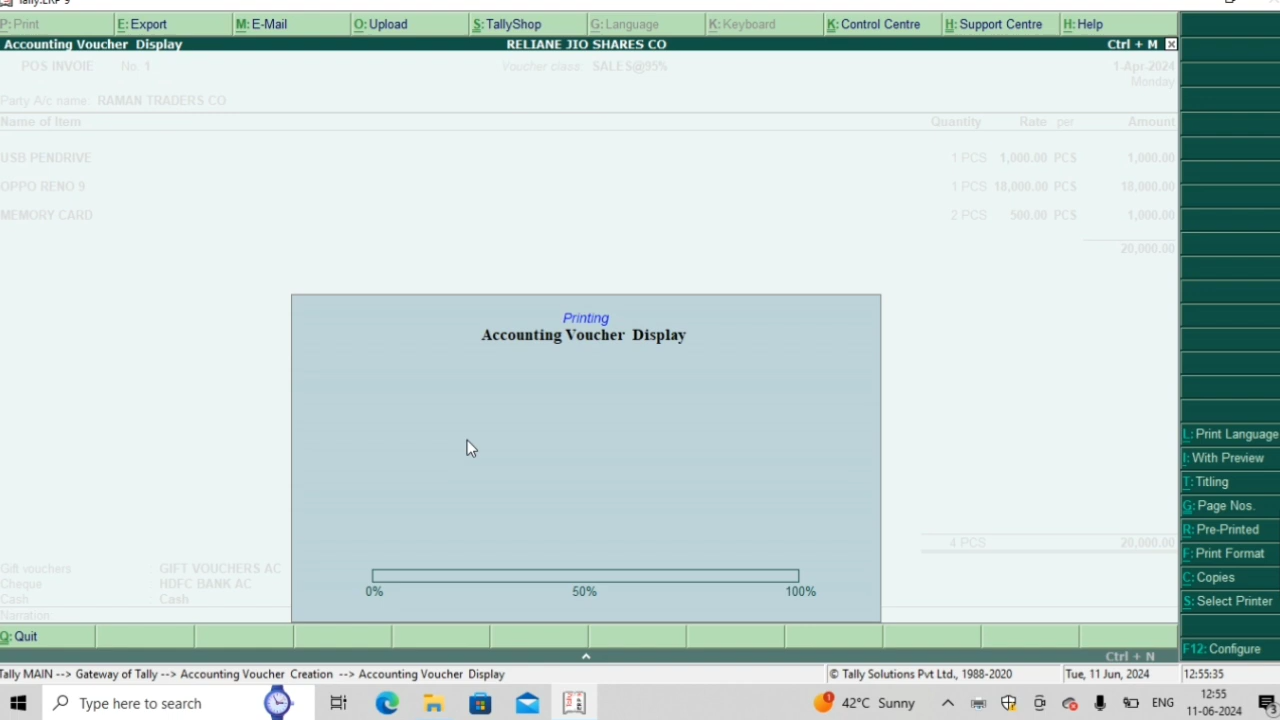 Tally.ERP 9
P: Print E: Export M: E-Mail O: Upload S: TallyShop G: Language K: Keyboard K: Control Centre H: Support Centre H: Help
Accounting Voucher Display RELIANE JIO SHARES CO Ctrl + M
POS INVOIE No. 1 Voucher class: SALES@95% 1-Apr-2024
Monday
Party A/c name: RAMAN TRADERS CO
Name of Item Quantity Rate per Amount
USB PENDRIVE 1 PCS 1,000.00 PCS 1,000.00
OPPO RENO 9 1 PCS 18,000.00 PCS 18,000.00
MEMORY CARD 2 PCS 500.00 PCS 1,000.00
20,000.00
Printing
Accounting Voucher Display
0% 50% 100%
4 PCS 20,000.00
Gift vouchers GIFT VOUCHERS AC
Cheque HDFC BANK AC
Cash Cash
Narration
L: Print Language
I: With Preview
T: Titling
G: Page Nos.
R: Pre-Printed
F: Print Format
C: Copies
S: Select Printer
F12: Configure
Q: Quit
Ctrl + N
Tally MAIN --> Gateway of Tally --> Accounting Voucher Creation --> Accounting Voucher Display © Tally Solutions Pvt Ltd., 1988-2020 Tue, 11 Jun, 2024 12:55:35
Type here to search 42°C Sunny ENG 12:55
11-06-2024 3